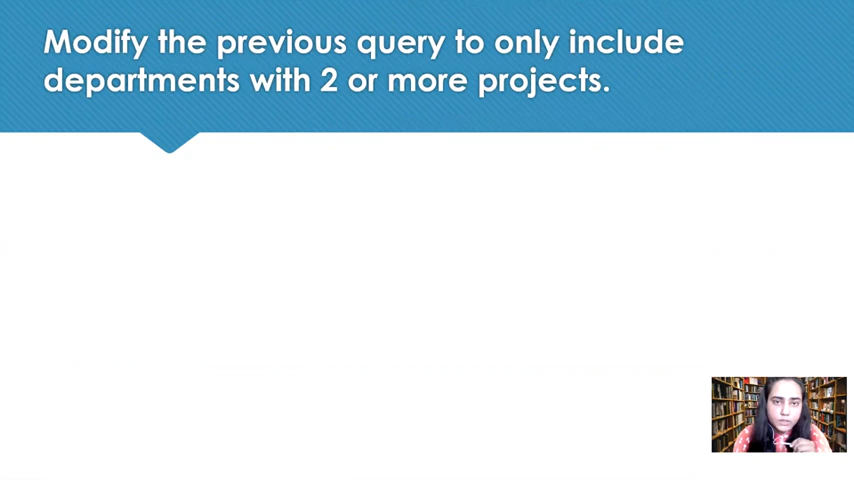 Modify the previous query to only include
departments with 2 or more projects.